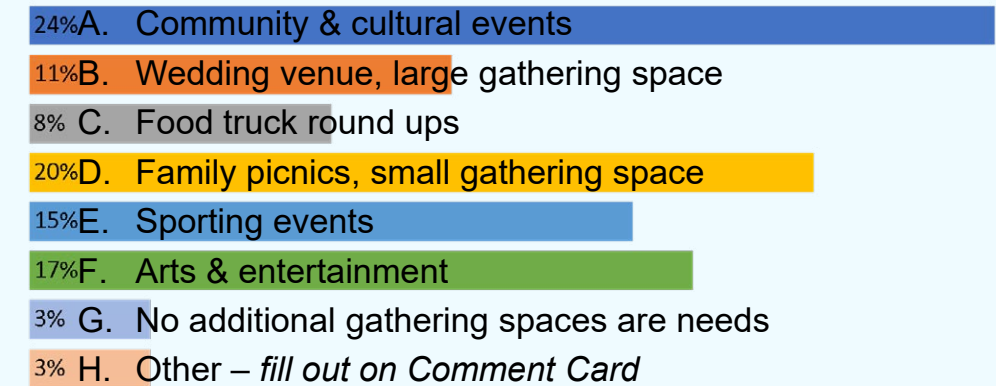 24% A. Community & cultural events
11% B. Wedding venue, large gathering space
8% C. Food truck round ups
20% D. Family picnics, small gathering space
15% E. Sporting events
17% F. Arts & entertainment
3% G. No additional gathering spaces are needs
3% H. Other – fill out on Comment Card